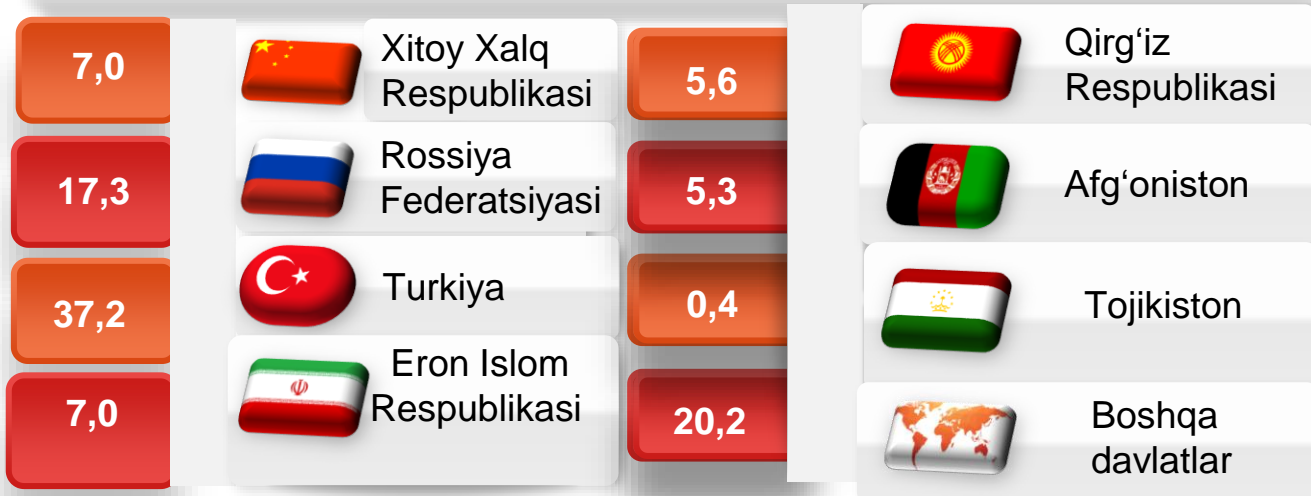 7,0
Xitoy Xalq
Respublikasi
17,3
Rossiya
Federatsiyasi
37,2
Turkiya
7,0
Eron Islom
Respublikasi
5,6
Qirg‘iz
Respublikasi
5,3
Afg‘oniston
0,4
Tojikiston
20,2
Boshqa
davlatlar